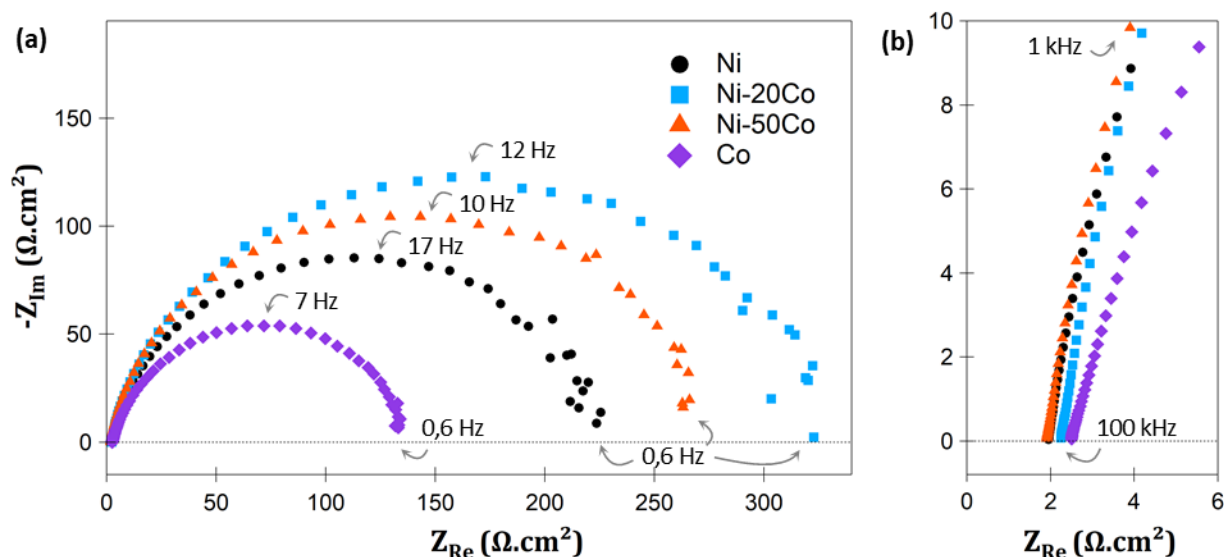 (a)
Ni
Ni-20Co
Ni-50Co
Co
12 Hz
10 Hz
17 Hz
7 Hz
0,6 Hz
0,6 Hz
150
100
50
0
-Z_Im (Ω.cm²)
0 50 100 150 200 250 300
Z_Re (Ω.cm²)
(b)
1 kHz
100 kHz
10
8
6
4
2
0
0 2 4 6
Z_Re (Ω.cm²)